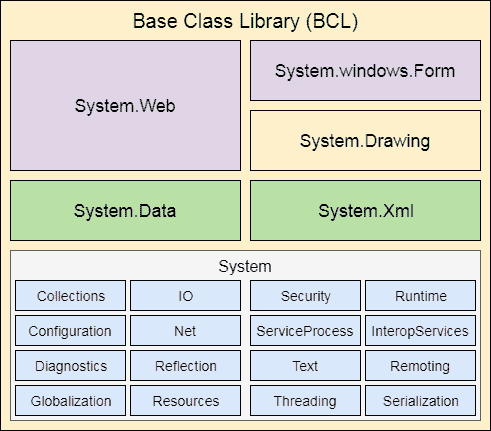 Base Class Library (BCL)
System.Web
System.windows.Form
System.Drawing
System.Data
System.Xml
System
Collections
IO
Security
Runtime
Configuration
Net
ServiceProcess
InteropServices
Diagnostics
Reflection
Text
Remoting
Globalization
Resources
Threading
Serialization